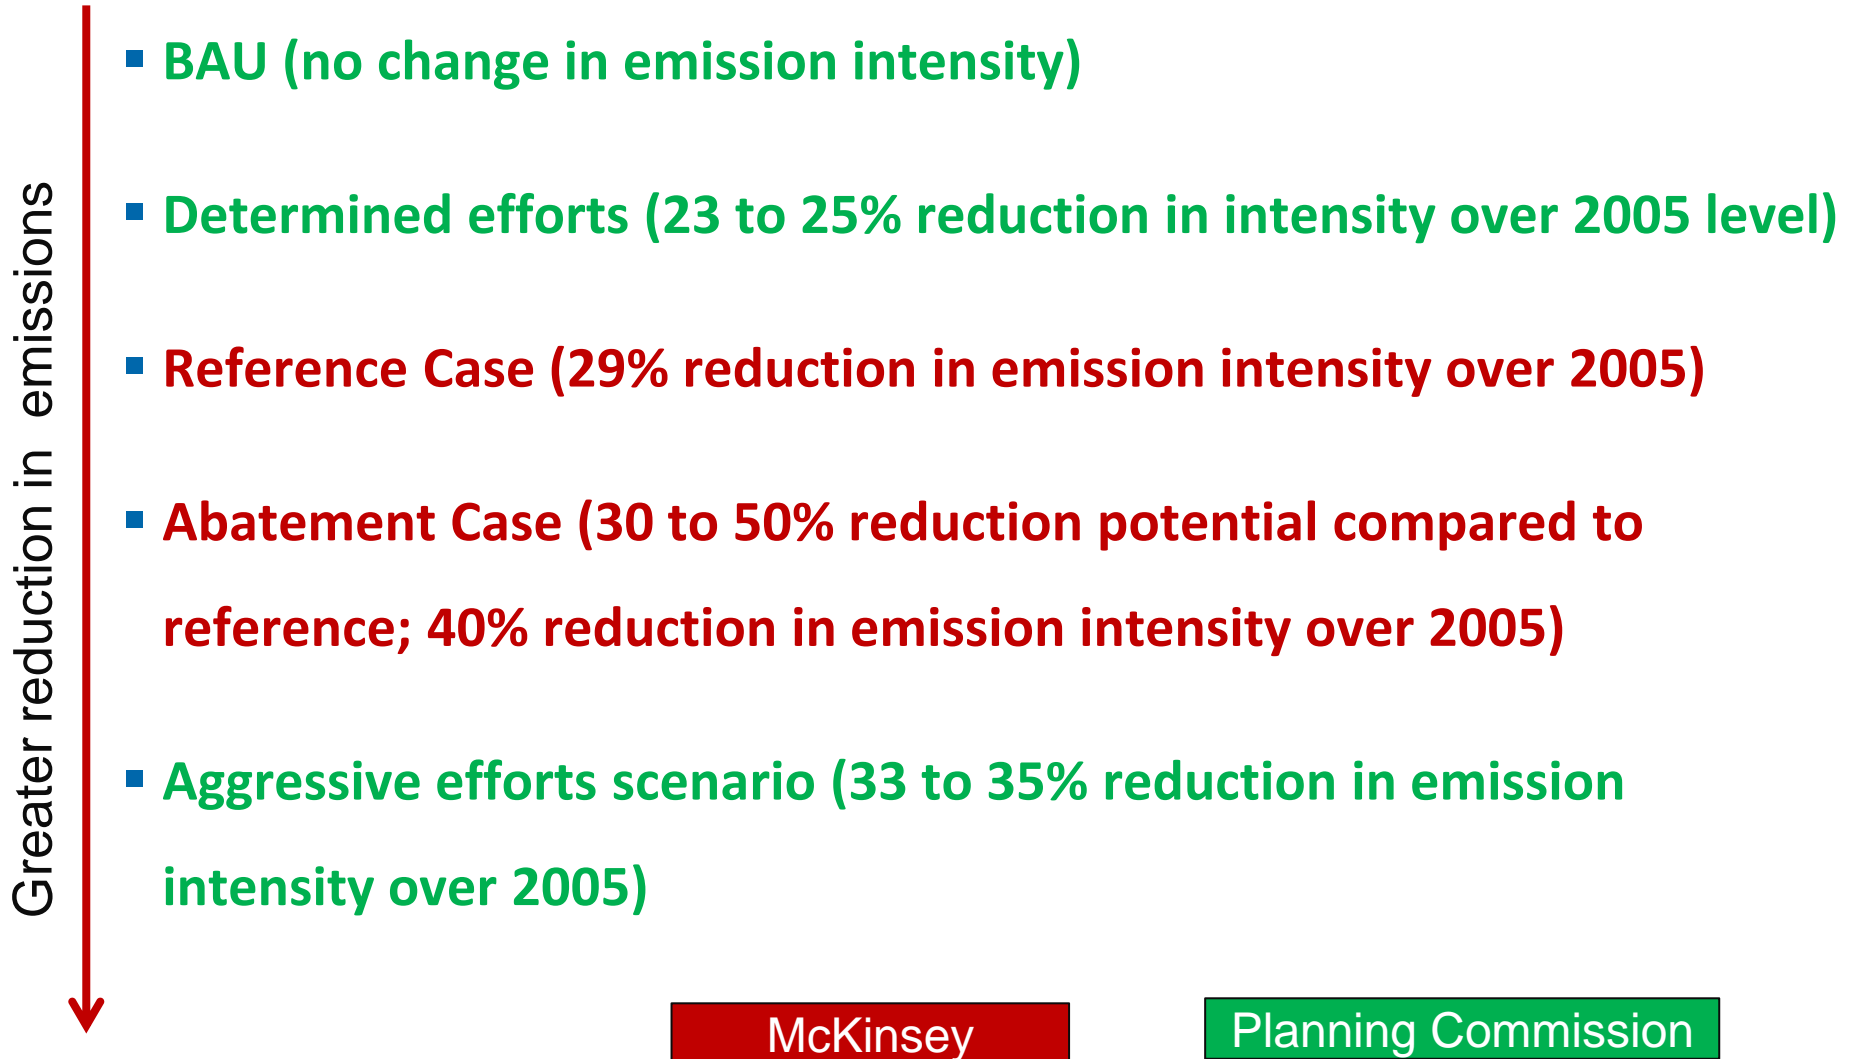 Greater reduction in emissions
▪ BAU (no change in emission intensity)
▪ Determined efforts (23 to 25% reduction in intensity over 2005 level)
▪ Reference Case (29% reduction in emission intensity over 2005)
▪ Abatement Case (30 to 50% reduction potential compared to
reference; 40% reduction in emission intensity over 2005)
▪ Aggressive efforts scenario (33 to 35% reduction in emission
intensity over 2005)
McKinsey
Planning Commission